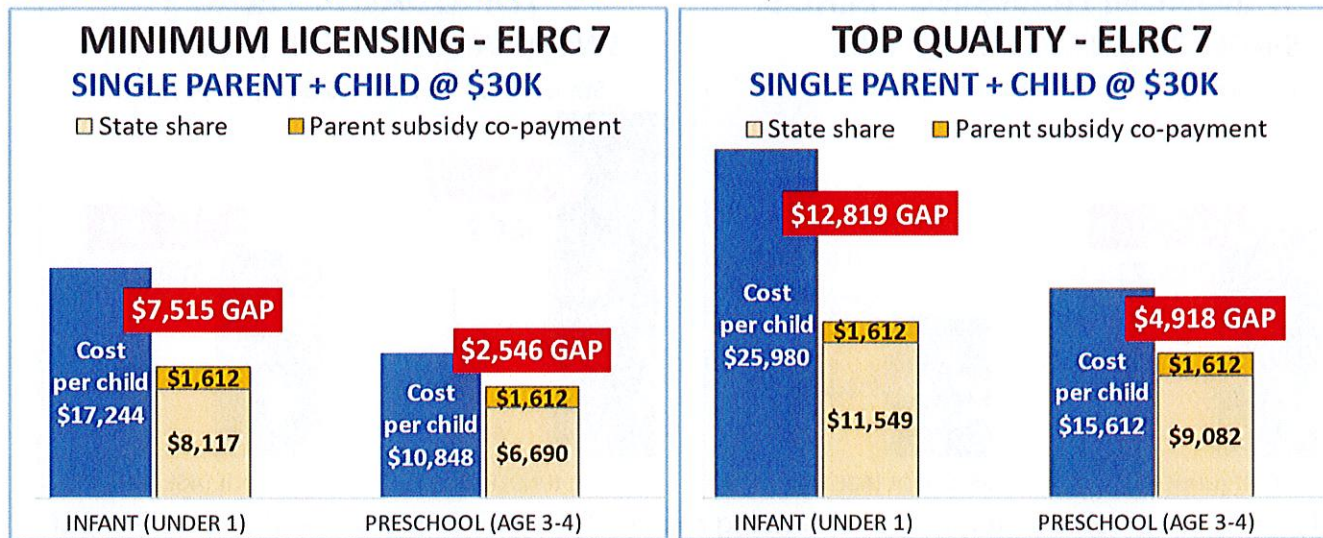 MINIMUM LICENSING - ELRC 7
SINGLE PARENT + CHILD @ $30K
State share
Parent subsidy co-payment
$7,515 GAP
Cost
per child
$17,244
$1,612
$8,117
$2,546 GAP
Cost
per child
$10,848
$1,612
$6,690
INFANT (UNDER 1)
PRESCHOOL (AGE 3-4)
TOP QUALITY - ELRC 7
SINGLE PARENT + CHILD @ $30K
State share
Parent subsidy co-payment
$12,819 GAP
Cost
per child
$25,980
$1,612
$11,549
$4,918 GAP
Cost
per child
$15,612
$1,612
$9,082
INFANT (UNDER 1)
PRESCHOOL (AGE 3-4)